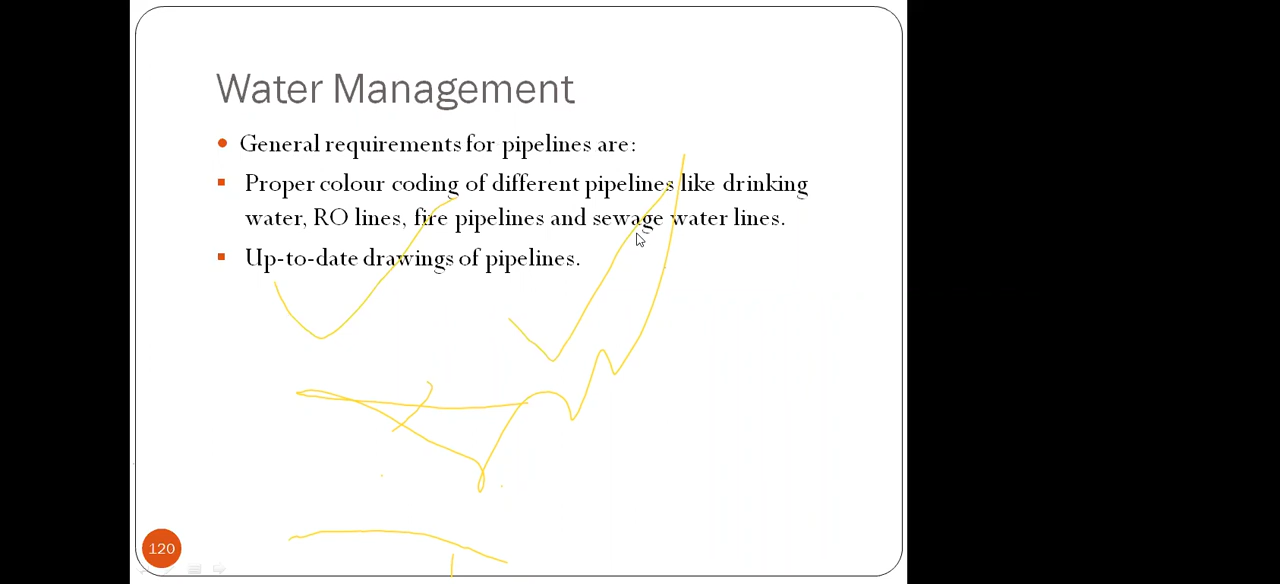 Water Management
General requirements for pipelines are:
Proper colour coding of different pipelines like drinking
water, RO lines, fire pipelines and sewage water lines.
Up-to-date drawings of pipelines.
120